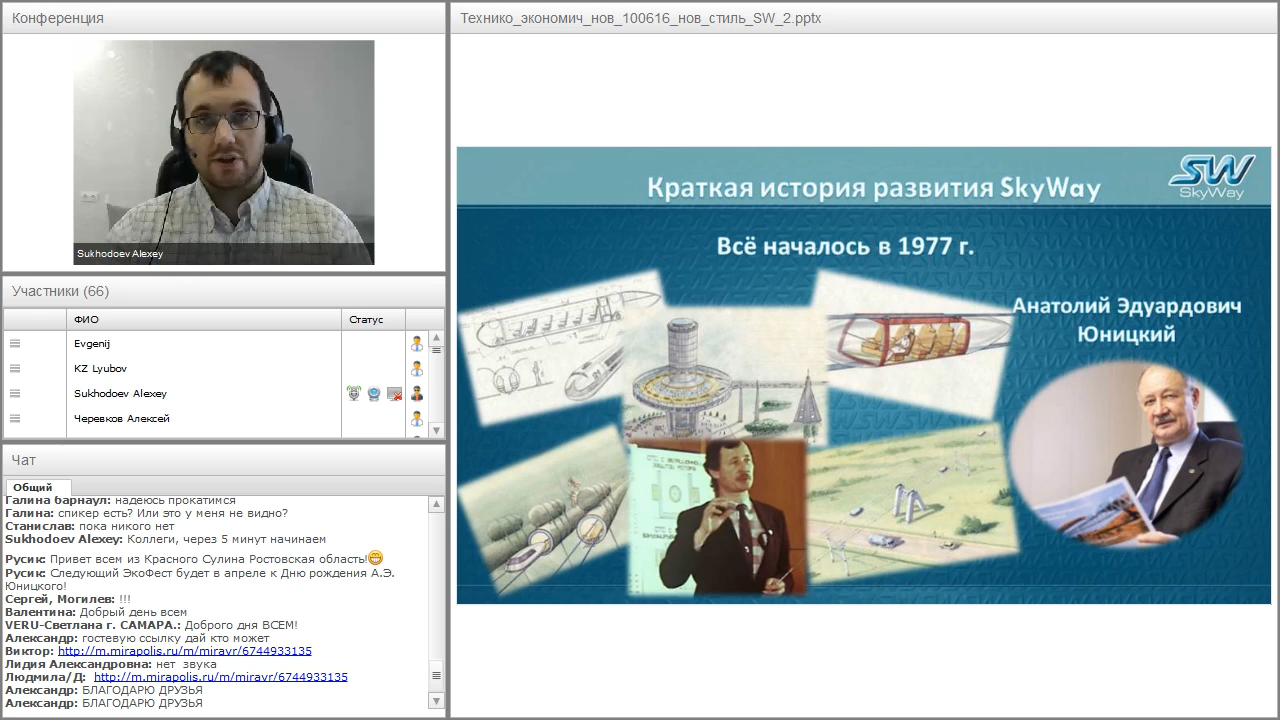 Конференция
Sukhodoev Alexey
Участники (66)
ФИО
Статус
Evgenij
KZ Lyubov
Sukhodoev Alexey
Черевков Алексей
Чат
Общий
Галина барнаул: надеюсь прокатимся
Галина: спикер есть? Или это у меня не видно?
Станислав: пока никого нет
Sukhodoev Alexey: Коллеги, через 5 минут начинаем
Русик: Привет всем из Красного Сулина Ростовская область!
Русик: Следующий ЭкоФест будет в апреле к Дню рождения А.Э.
Юницкого!
Сергей, Могилев: !!!
Валентина: Добрый день всем
VERU-Светлана г. САМАРА.: Доброго дня ВСЕМ!
Александр: гостевую ссылку дай кто может
Виктор: http://m.mirapolis.ru/m/miravr/6744933135
Лидия Александровна: нет звука
Людмила/Д: http://m.mirapolis.ru/m/miravr/6744933135
Александр: БЛАГОДАРЮ ДРУЗЬЯ
Александр: БЛАГОДАРЮ ДРУЗЬЯ
Технико_экономич_нов_100616_нов_стиль_SW_2.pptx
Краткая история развития SkyWay
SW
SkyWay
Всё началось в 1977 г.
Анатолий Эдуардович
Юницкий